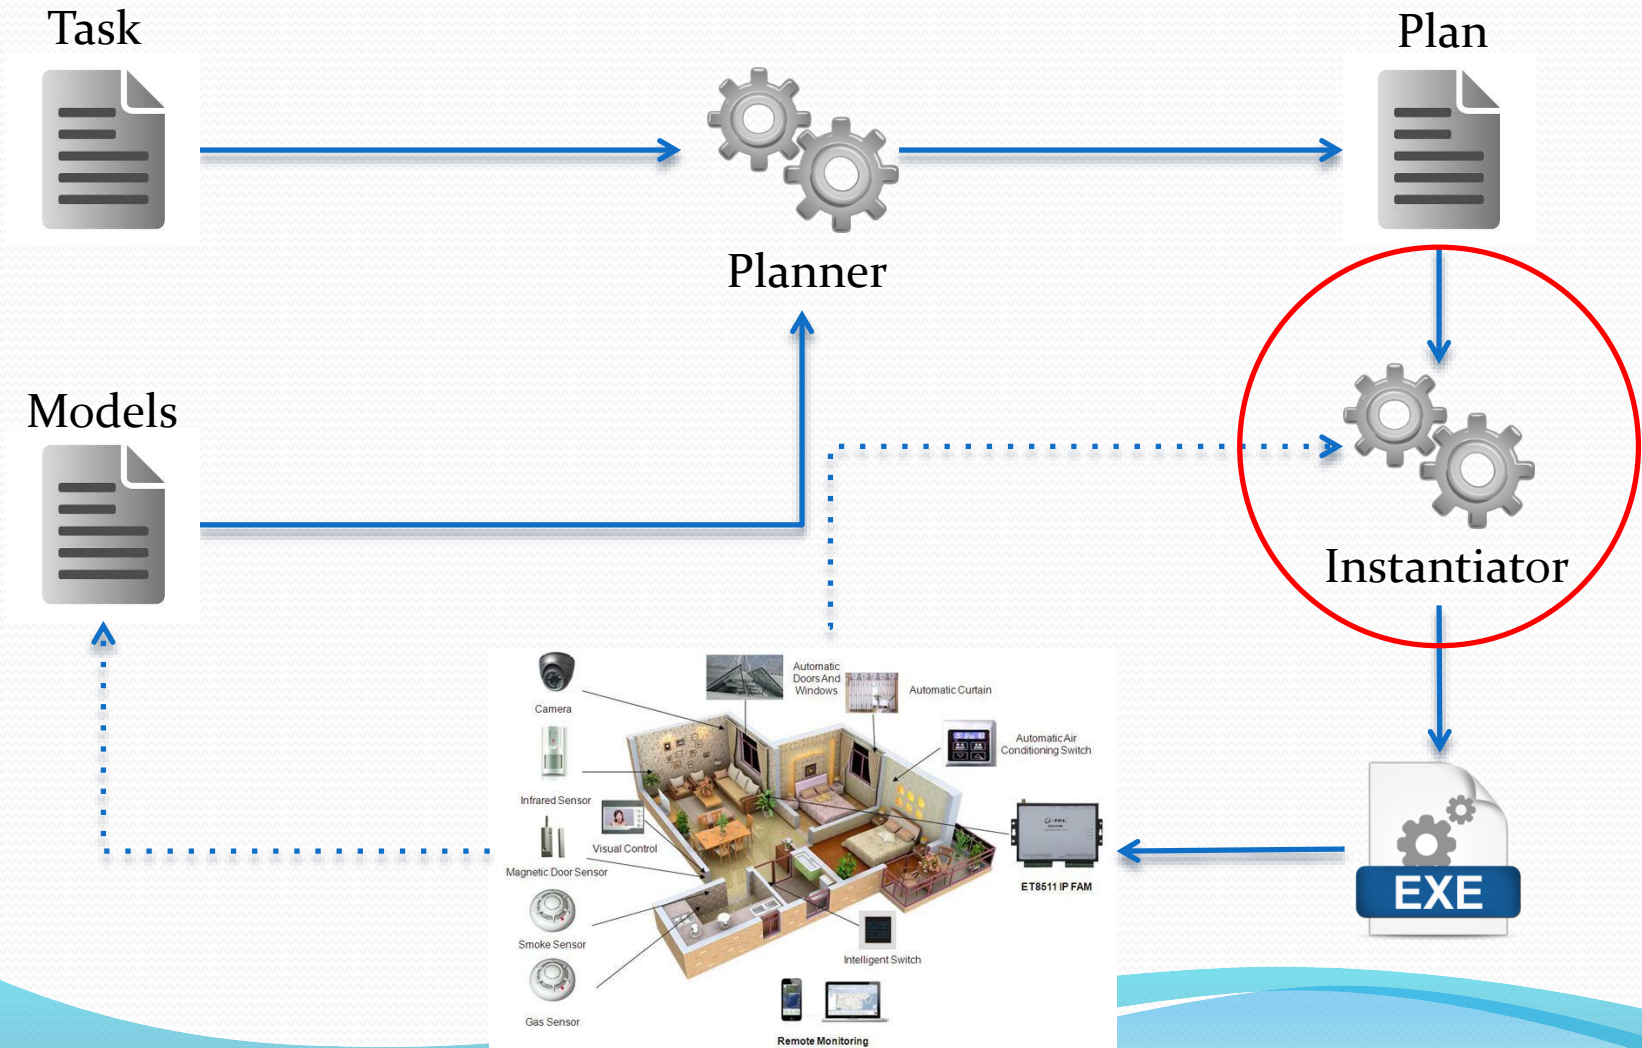 Task
Plan
Planner
Models
Instantiator
Automatic
Doors And
Windows
Automatic Curtain
Camera
Automatic Air
Conditioning Switch
Infrared Sensor
Visual Control
Magnetic Door Sensor
ET8511 IP FAM
EXE
Smoke Sensor
Intelligent Switch
Gas Sensor
Remote Monitoring